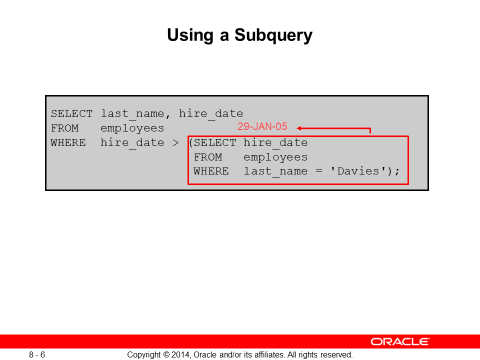 Using a Subquery
SELECT last_name, hire_date
FROM   employees
29-JAN-05
WHERE  hire_date > (SELECT hire_date
FROM   employees
WHERE  last_name = 'Davies');
ORACLE
8 - 6
Copyright © 2014, Oracle and/or its affiliates. All rights reserved.